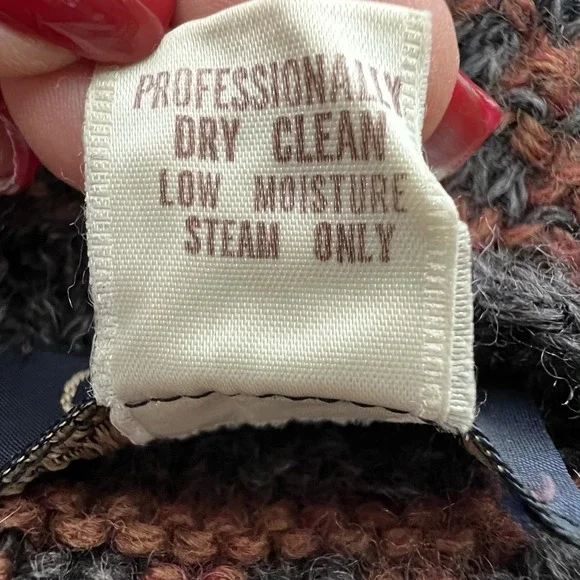 PROFESSIONALLY
DRY CLEAN
LOW MOISTURE
STEAM ONLY